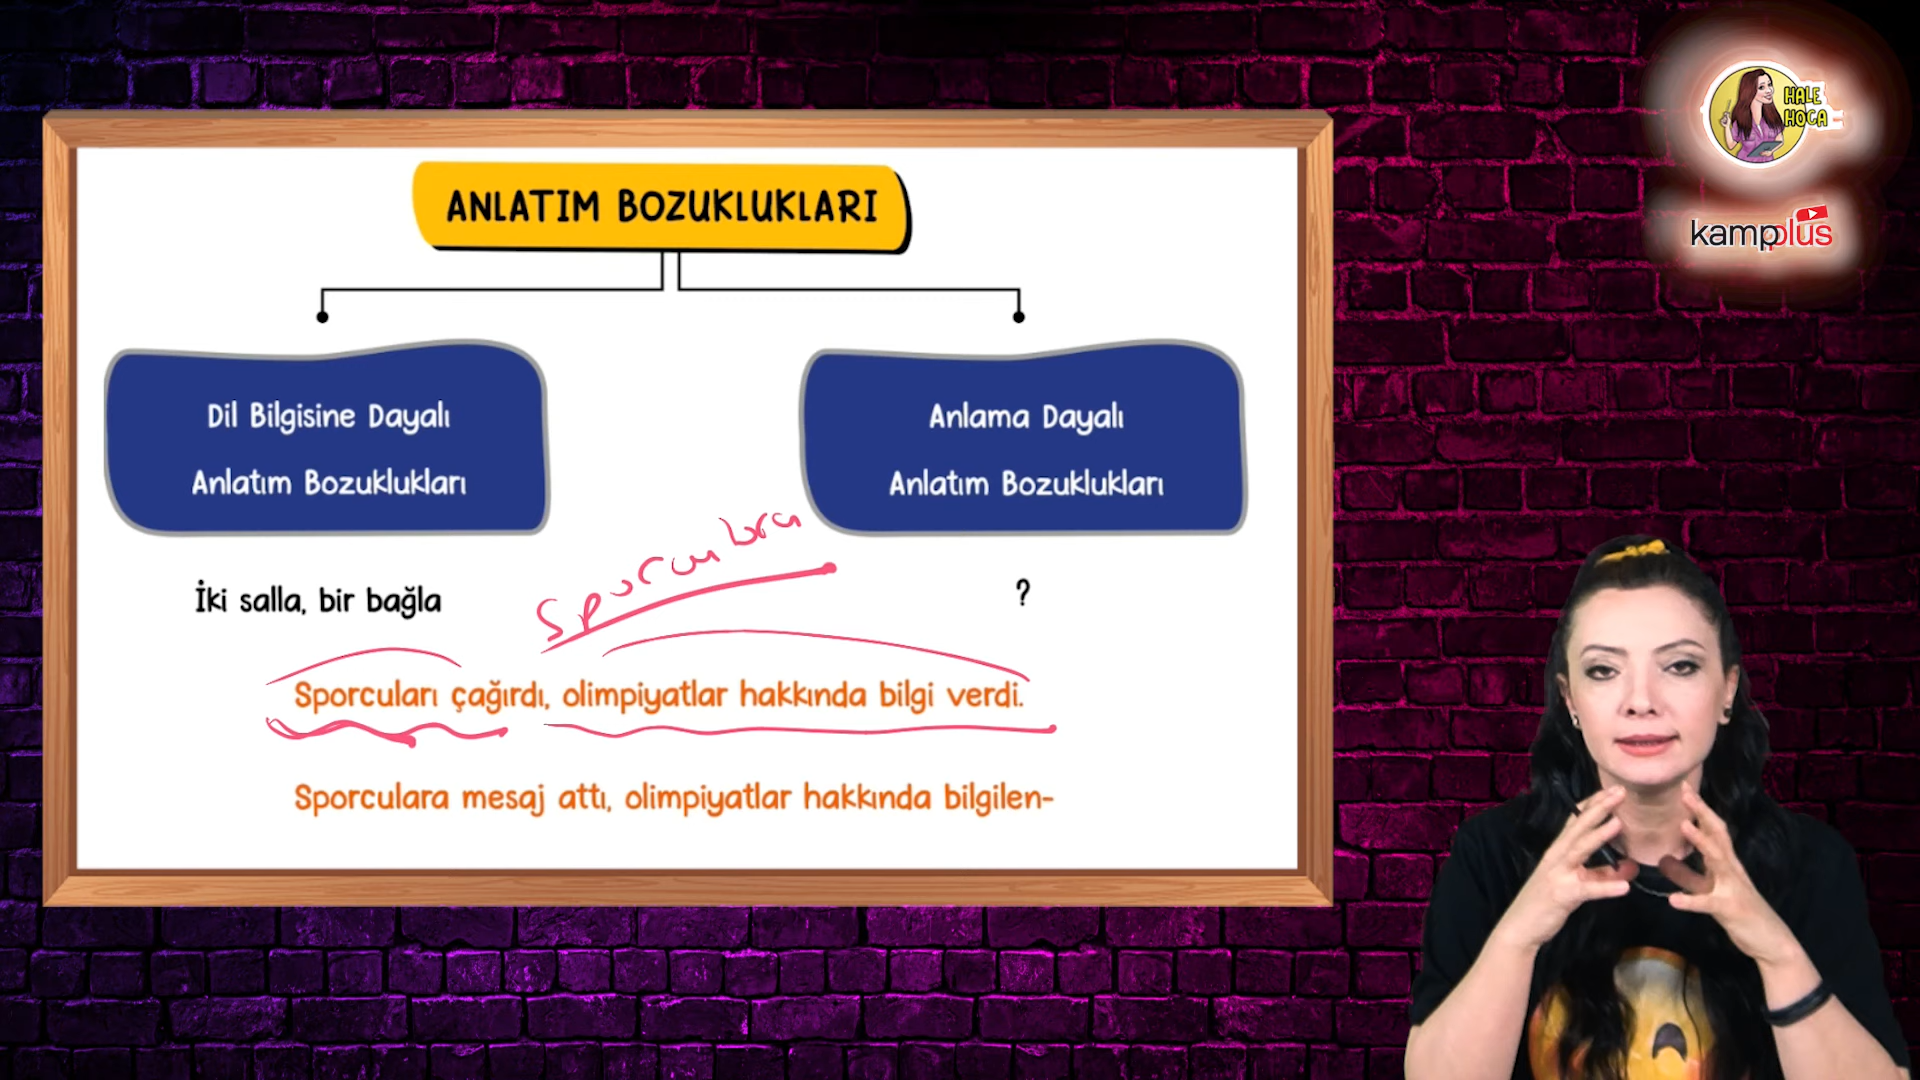 HALE
HOCA
kampplus
ANLATIM BOZUKLUKLARI
Dil Bilgisine Dayalı
Anlatım Bozuklukları
Anlama Dayalı
Anlatım Bozuklukları
İki salla, bir bağla
?
Sporculara
Sporcuları çağırdı, olimpiyatlar hakkında bilgi verdi.
Sporculara mesaj attı, olimpiyatlar hakkında bilgilen-